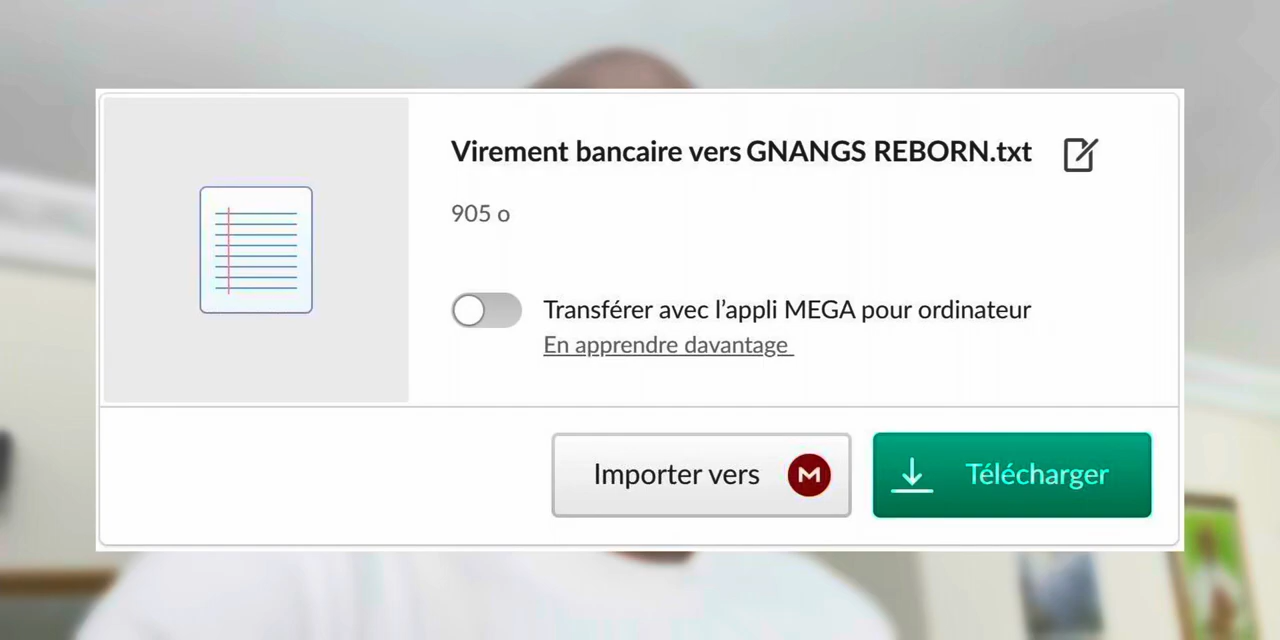 Virement bancaire vers GNANGS REBORN.txt
905 o
Transférer avec l’appli MEGA pour ordinateur
En apprendre davantage
Importer vers M
Télécharger